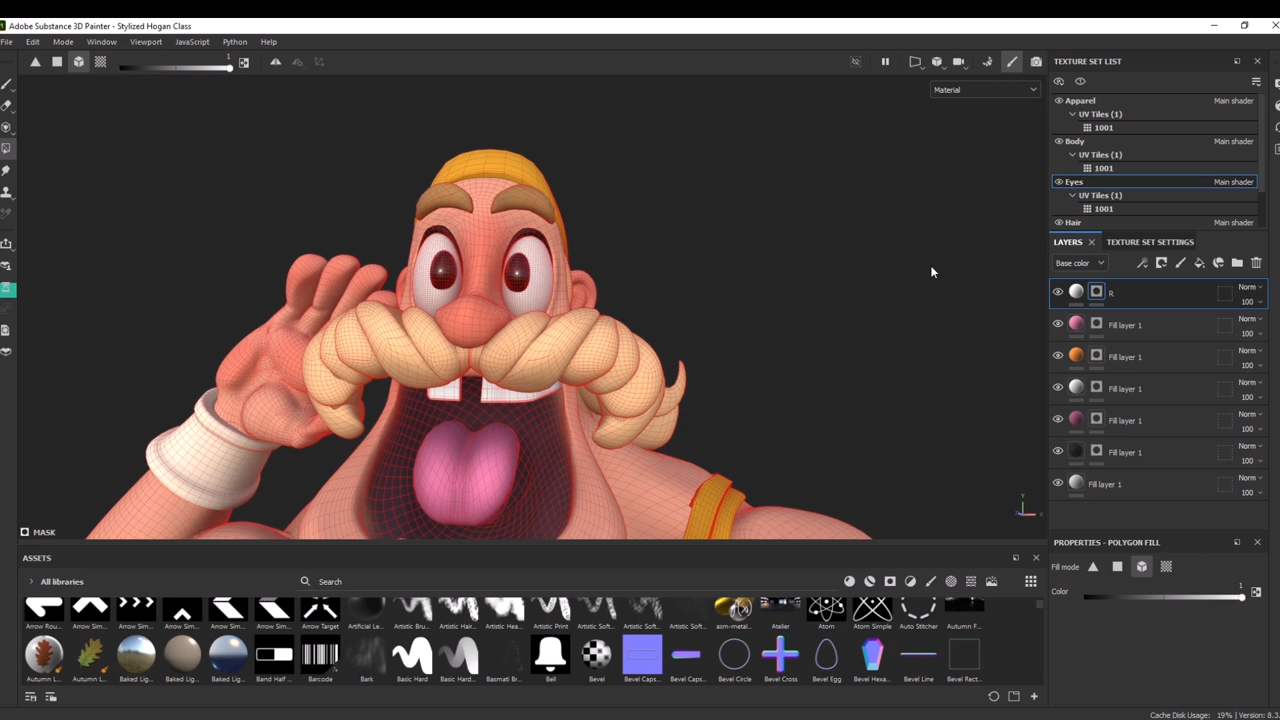 Adobe Substance 3D Painter - Stylized Hogan Class
File Edit Mode Window Viewport JavaScript Python Help
1
Material
TEXTURE SET LIST
Apparel Main shader
UV Tiles (1)
1001
Body Main shader
UV Tiles (1)
1001
Eyes Main shader
UV Tiles (1)
1001
Hair Main shader
LAYERS TEXTURE SET SETTINGS
Base color
R Norm
100
Fill layer 1 Norm
100
Fill layer 1 Norm
100
Fill layer 1 Norm
100
Fill layer 1 Norm
100
Fill layer 1 Norm
100
Fill layer 1 Norm
100
Y
MASK
PROPERTIES - POLYGON FILL
Fill mode
Color 1
ASSETS
All libraries Search
Arrow Rou... Arrow Sim... Arrow Sim... Arrow Sim... Arrow Sim... Arrow Sim... Arrow Target Artificial Le... Artistic Bru... Artistic Hair... Artistic Hea... Artistic Print Artistic Soft... Artistic Soft... Artistic Soft... asm-metal... Atelier Atom Atom Simple Auto Stitcher Autumn F...
Autumn L... Autumn L... Baked Lig... Baked Lig... Baked Lig... Band Half ... Barcode Bark Basic Hard Basic Hard... Basmati Br... Bell Bevel Bevel Caps... Bevel Caps... Bevel Circle Bevel Cross Bevel Egg Bevel Hexa... Bevel Line Bevel Rect...
Cache Disk Usage: 19% | Version: 8.3